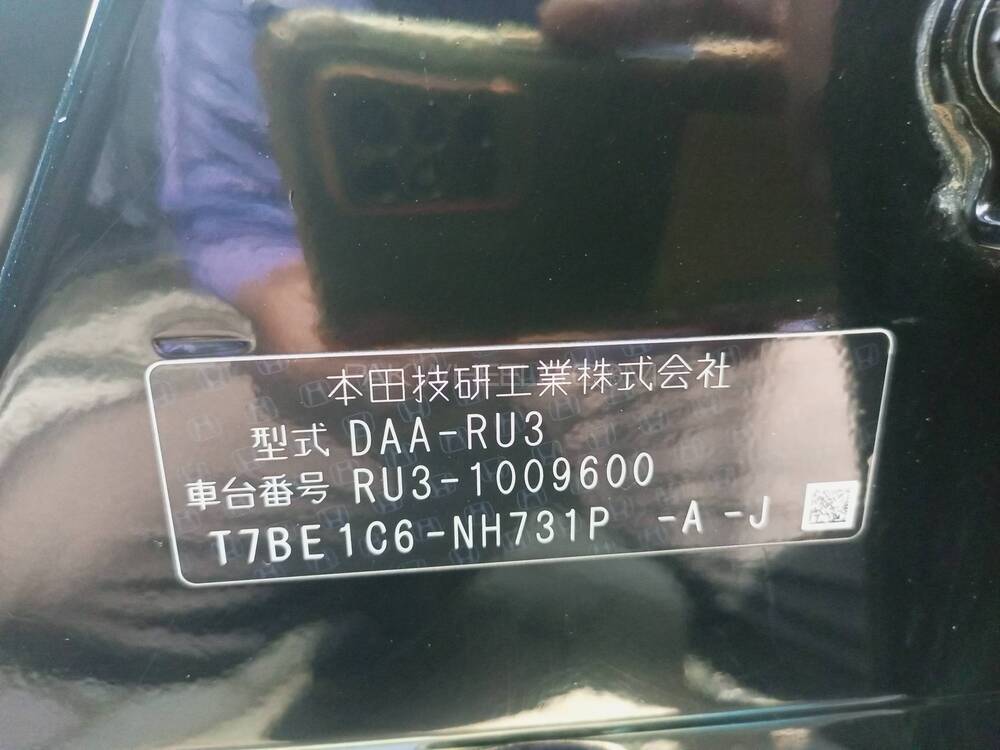 本田技研工業株式会社
型式 DAA-RU3
車台番号 RU3-1009600
T7BE1C6-NH731P -A -J